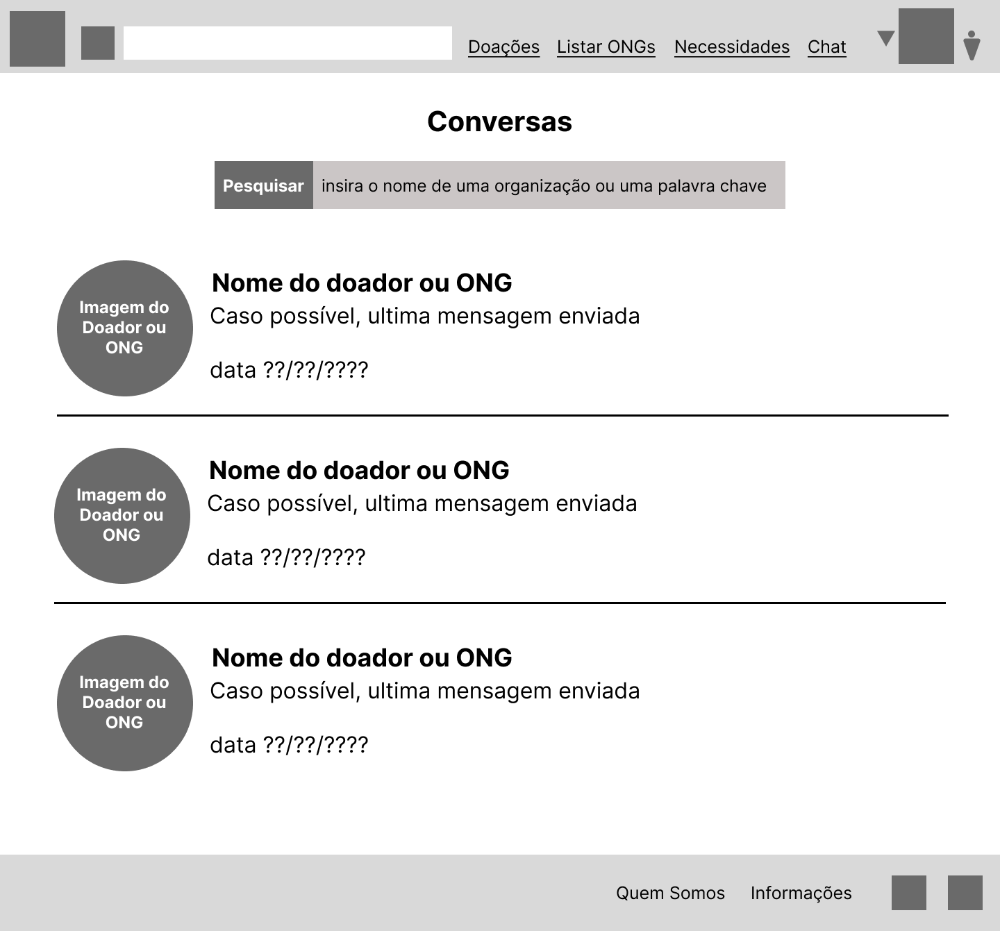 Doações Listar ONGs Necessidades Chat
Conversas
Pesquisar insira o nome de uma organização ou uma palavra chave
Imagem do
Doador ou
ONG
Nome do doador ou ONG
Caso possível, ultima mensagem enviada
data ??/??/????
Imagem do
Doador ou
ONG
Nome do doador ou ONG
Caso possível, ultima mensagem enviada
data ??/??/????
Imagem do
Doador ou
ONG
Nome do doador ou ONG
Caso possível, ultima mensagem enviada
data ??/??/????
Quem Somos Informações